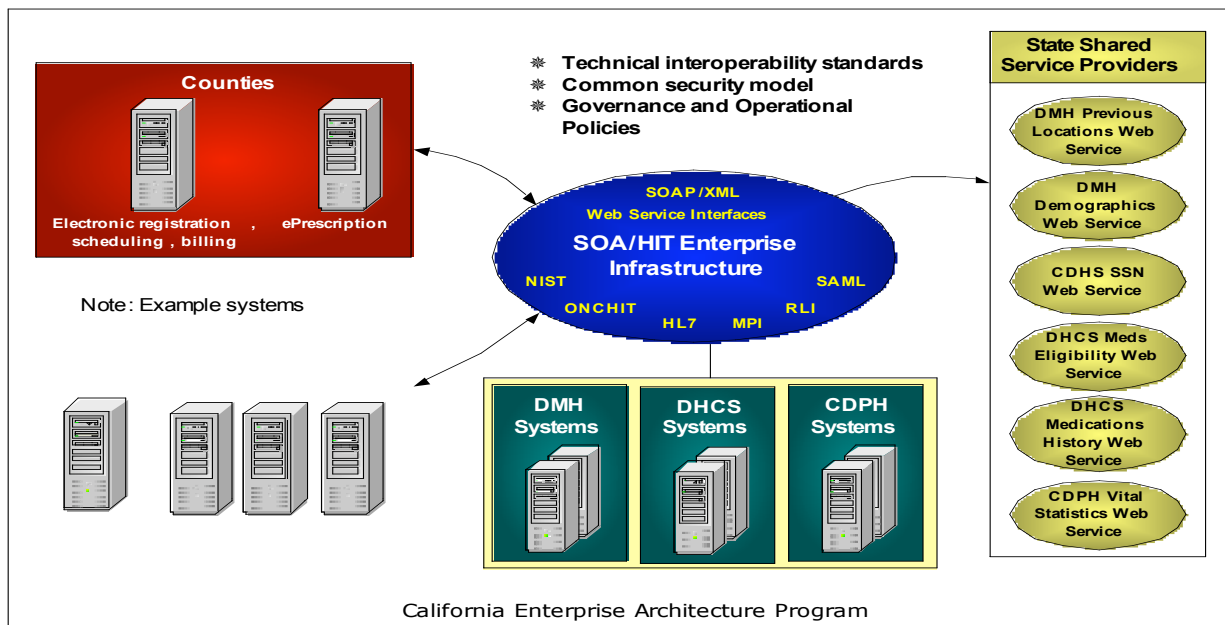 Counties
Electronic registration , ePrescription
scheduling , billing
Note: Example systems
✵ Technical interoperability standards
✵ Common security model
✵ Governance and Operational
Policies
SOAP/XML
Web Service Interfaces
SOA/HIT Enterprise
Infrastructure
NIST
ONCHIT
HL7
MPI
RLI
SAML
DMH
Systems
DHCS
Systems
CDPH
Systems
State Shared
Service Providers
DMH Previous
Locations Web
Service
DMH
Demographics
Web Service
CDHS SSN
Web Service
DHCS Meds
Eligibility Web
Service
DHCS
Medications
History Web
Service
CDPH Vital
Statistics Web
Service
California Enterprise Architecture Program